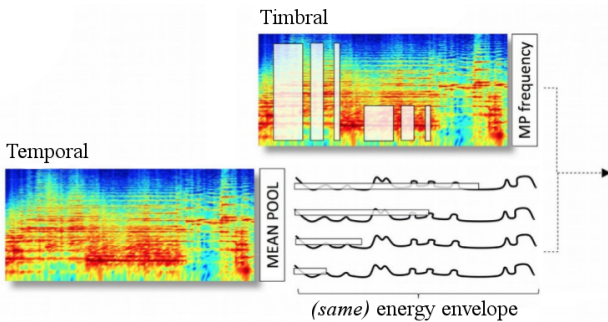 Timbral
MP frequency
Temporal
MEAN POOL
(same) energy envelope